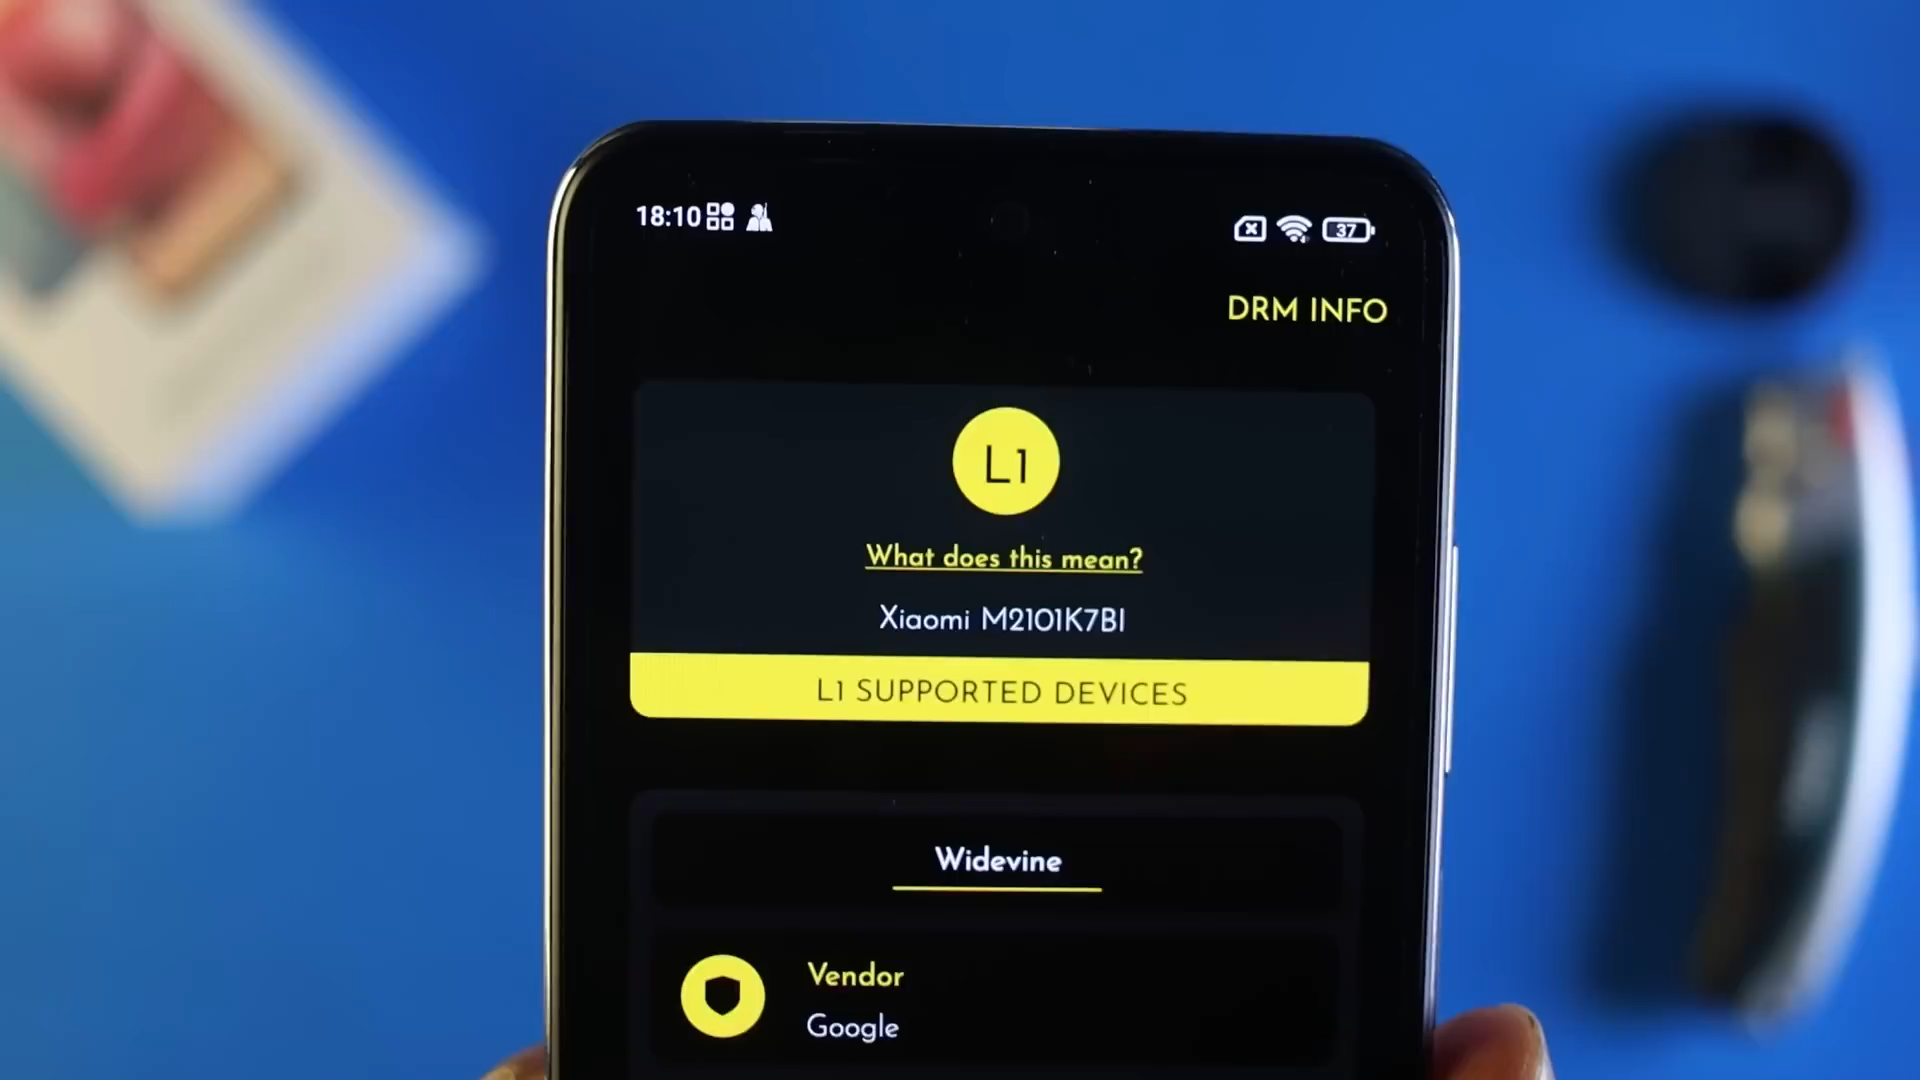 18:10
37
DRM INFO
L1
What does this mean?
Xiaomi M2101K7BI
L1 SUPPORTED DEVICES
Widevine
Vendor
Google